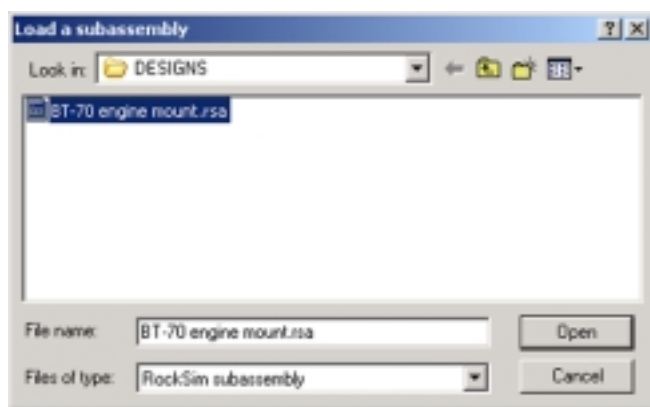 Load a subassembly
Look in: DESIGNS
BT-70 engine mount.rsa
File name: BT-70 engine mount.rsa Open
Files of type: RockSim subassembly Cancel